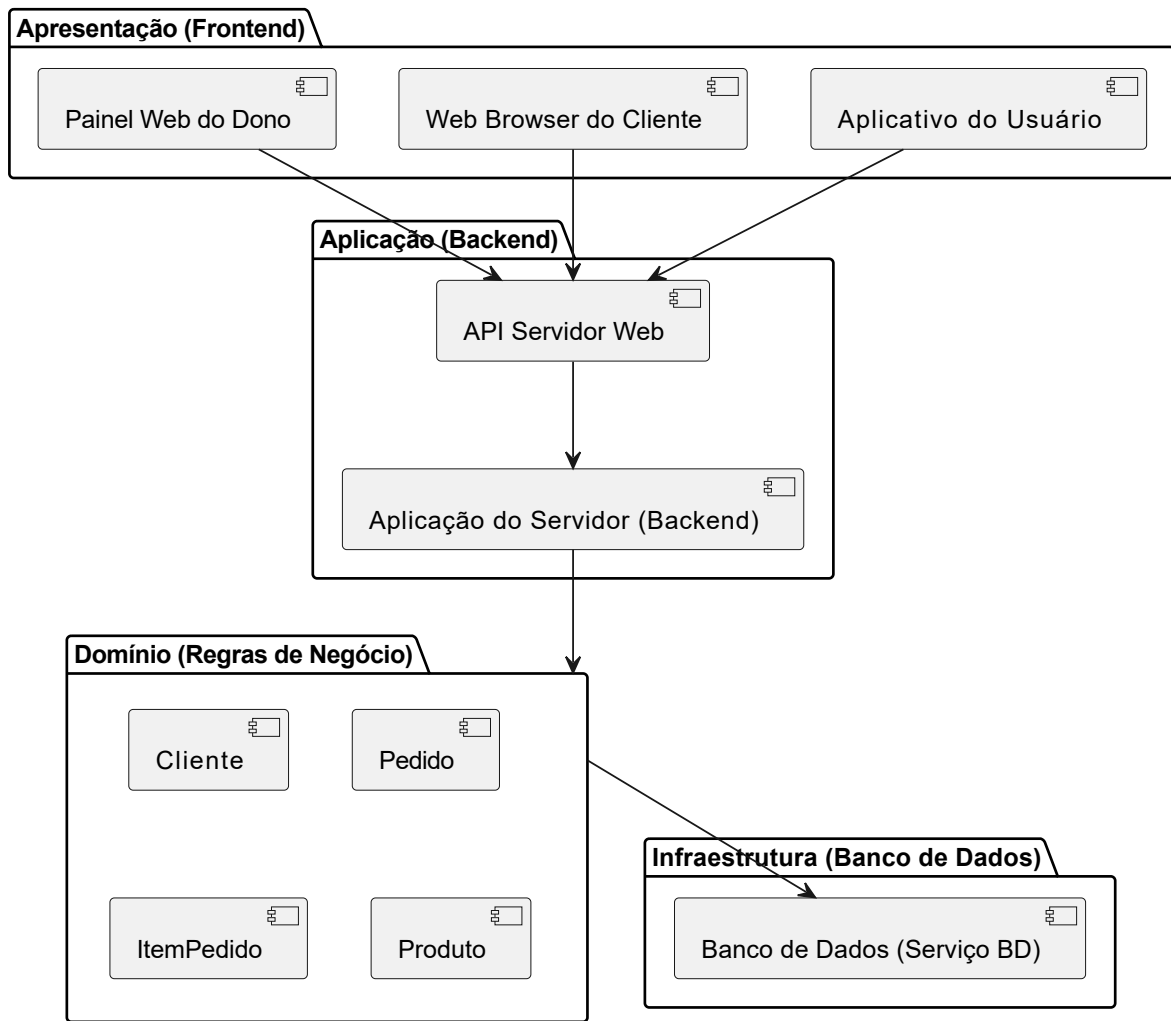 Apresentação (Frontend)
Painel Web do Dono
Web Browser do Cliente
Aplicativo do Usuário
Aplicação (Backend)
API Servidor Web
Aplicação do Servidor (Backend)
Domínio (Regras de Negócio)
Cliente
Pedido
ItemPedido
Produto
Infraestrutura (Banco de Dados)
Banco de Dados (Serviço BD)